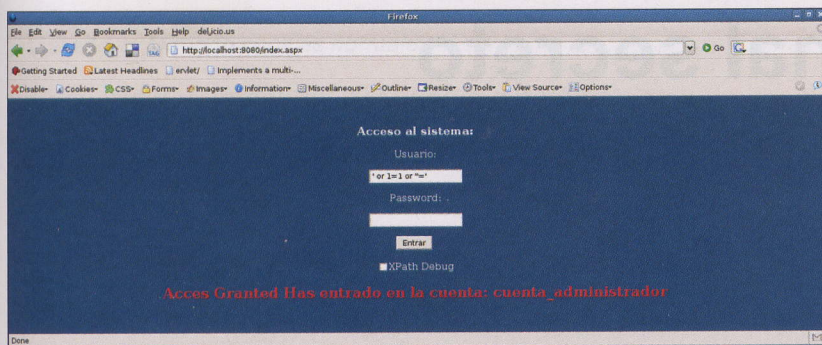 Firefox
File Edit View Go Bookmarks Tools Help del.icio.us
TAG http://localhost:8080/index.aspx Go G
Getting Started Latest Headlines ervlet/ Implements a multi-...
Disable Cookies CSS Forms Images Information Miscellaneous Outline Resize Tools View Source Options
Acceso al sistema:
Usuario:
' or 1=1 or ''='
Password:
Entrar
XPath Debug
Acces Granted Has entrado en la cuenta: cuenta_administrador
Done